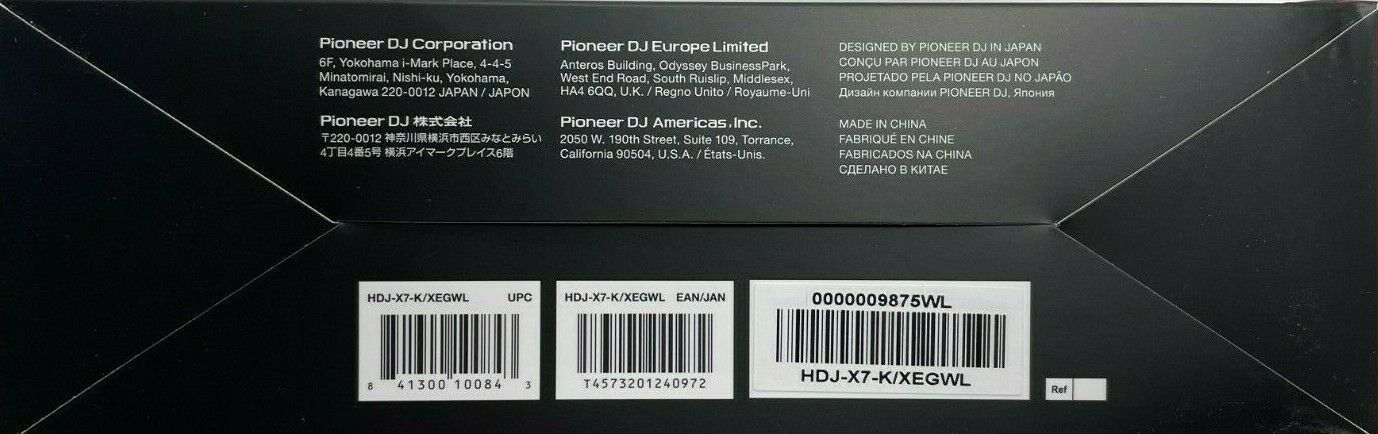 Pioneer DJ Corporation
6F, Yokohama i-Mark Place, 4-4-5
Minatomirai, Nishi-ku, Yokohama,
Kanagawa 220-0012 JAPAN / JAPON
Pioneer DJ 株式会社
〒220-0012 神奈川県横浜市西区みなとみらい
4丁目4番5号 横浜アイマークプレイス6階
Pioneer DJ Europe Limited
Anteros Building, Odyssey BusinessPark,
West End Road, South Ruislip, Middlesex,
HA4 6QQ, U.K. / Regno Unito / Royaume-Uni
Pioneer DJ Americas, Inc.
2050 W. 190th Street, Suite 109, Torrance,
California 90504, U.S.A. / États-Unis.
DESIGNED BY PIONEER DJ IN JAPAN
CONÇU PAR PIONEER DJ AU JAPON
PROJETADO PELA PIONEER DJ NO JAPÃO
Дизайн компании PIONEER DJ, Япония
MADE IN CHINA
FABRIQUÉ EN CHINE
FABRICADOS NA CHINA
СДЕЛАНО В КИТАЕ
HDJ-X7-K/XEGWL UPC
8 41300 10084 3
HDJ-X7-K/XEGWL EAN/JAN
T4573201240972
0000009875WL
HDJ-X7-K/XEGWL
Ref